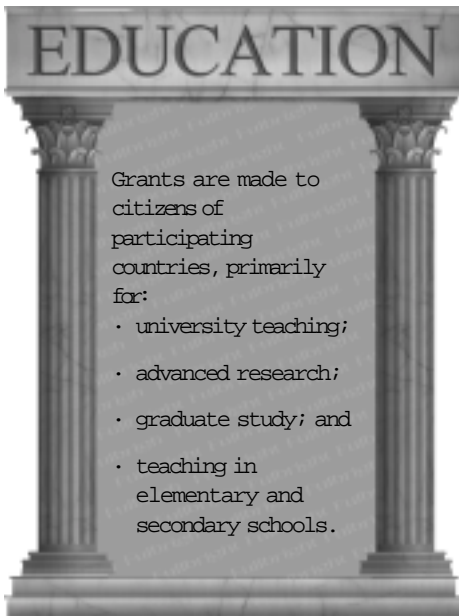 EDUCATION
Grants are made to
citizens of
participating
countries, primarily
for:
· university teaching;
· advanced research;
· graduate study; and
· teaching in
elementary and
secondary schools.